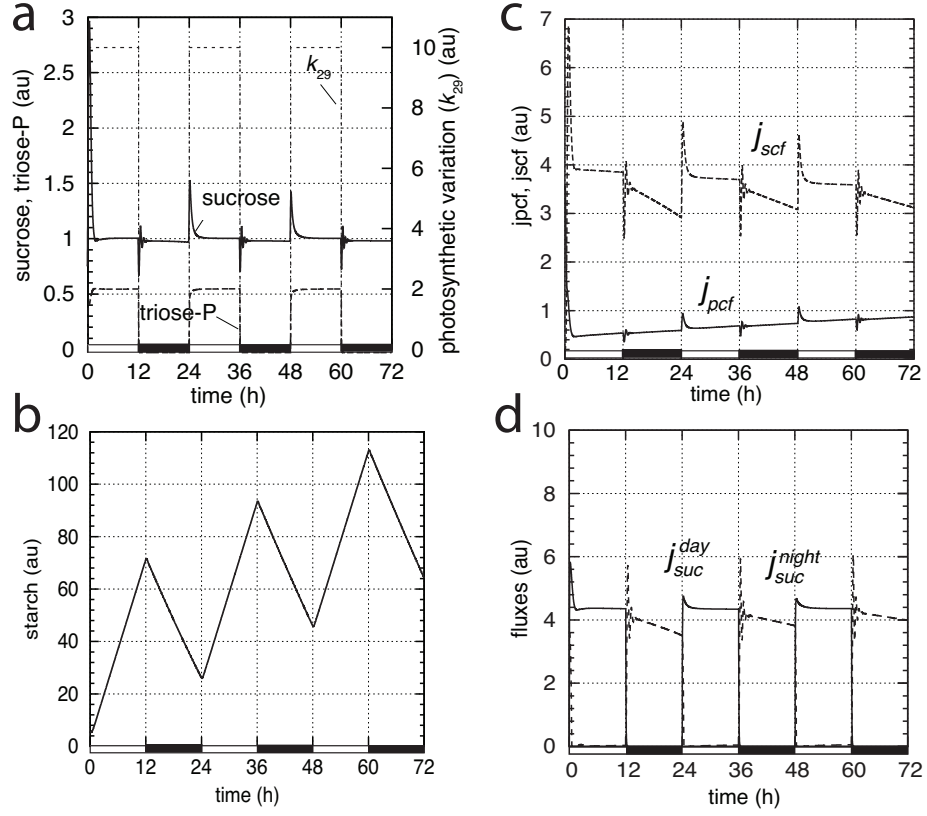 a
3
2.5
2
1.5
1
0.5
0
sucrose, triose-P (au)
k29
sucrose
triose-P
10
8
6
4
2
0
photosynthetic variation (k29) (au)
0 12 24 36 48 60 72
time (h)
c
7
6
5
4
3
2
1
0
jpcf, jscf (au)
jscf
jpcf
0 12 24 36 48 60 72
time (h)
b
120
100
80
60
40
20
0
starch (au)
0 12 24 36 48 60 72
time (h)
d
10
8
6
4
2
0
fluxes (au)
j suc day
j suc night
0 12 24 36 48 60 72
time (h)